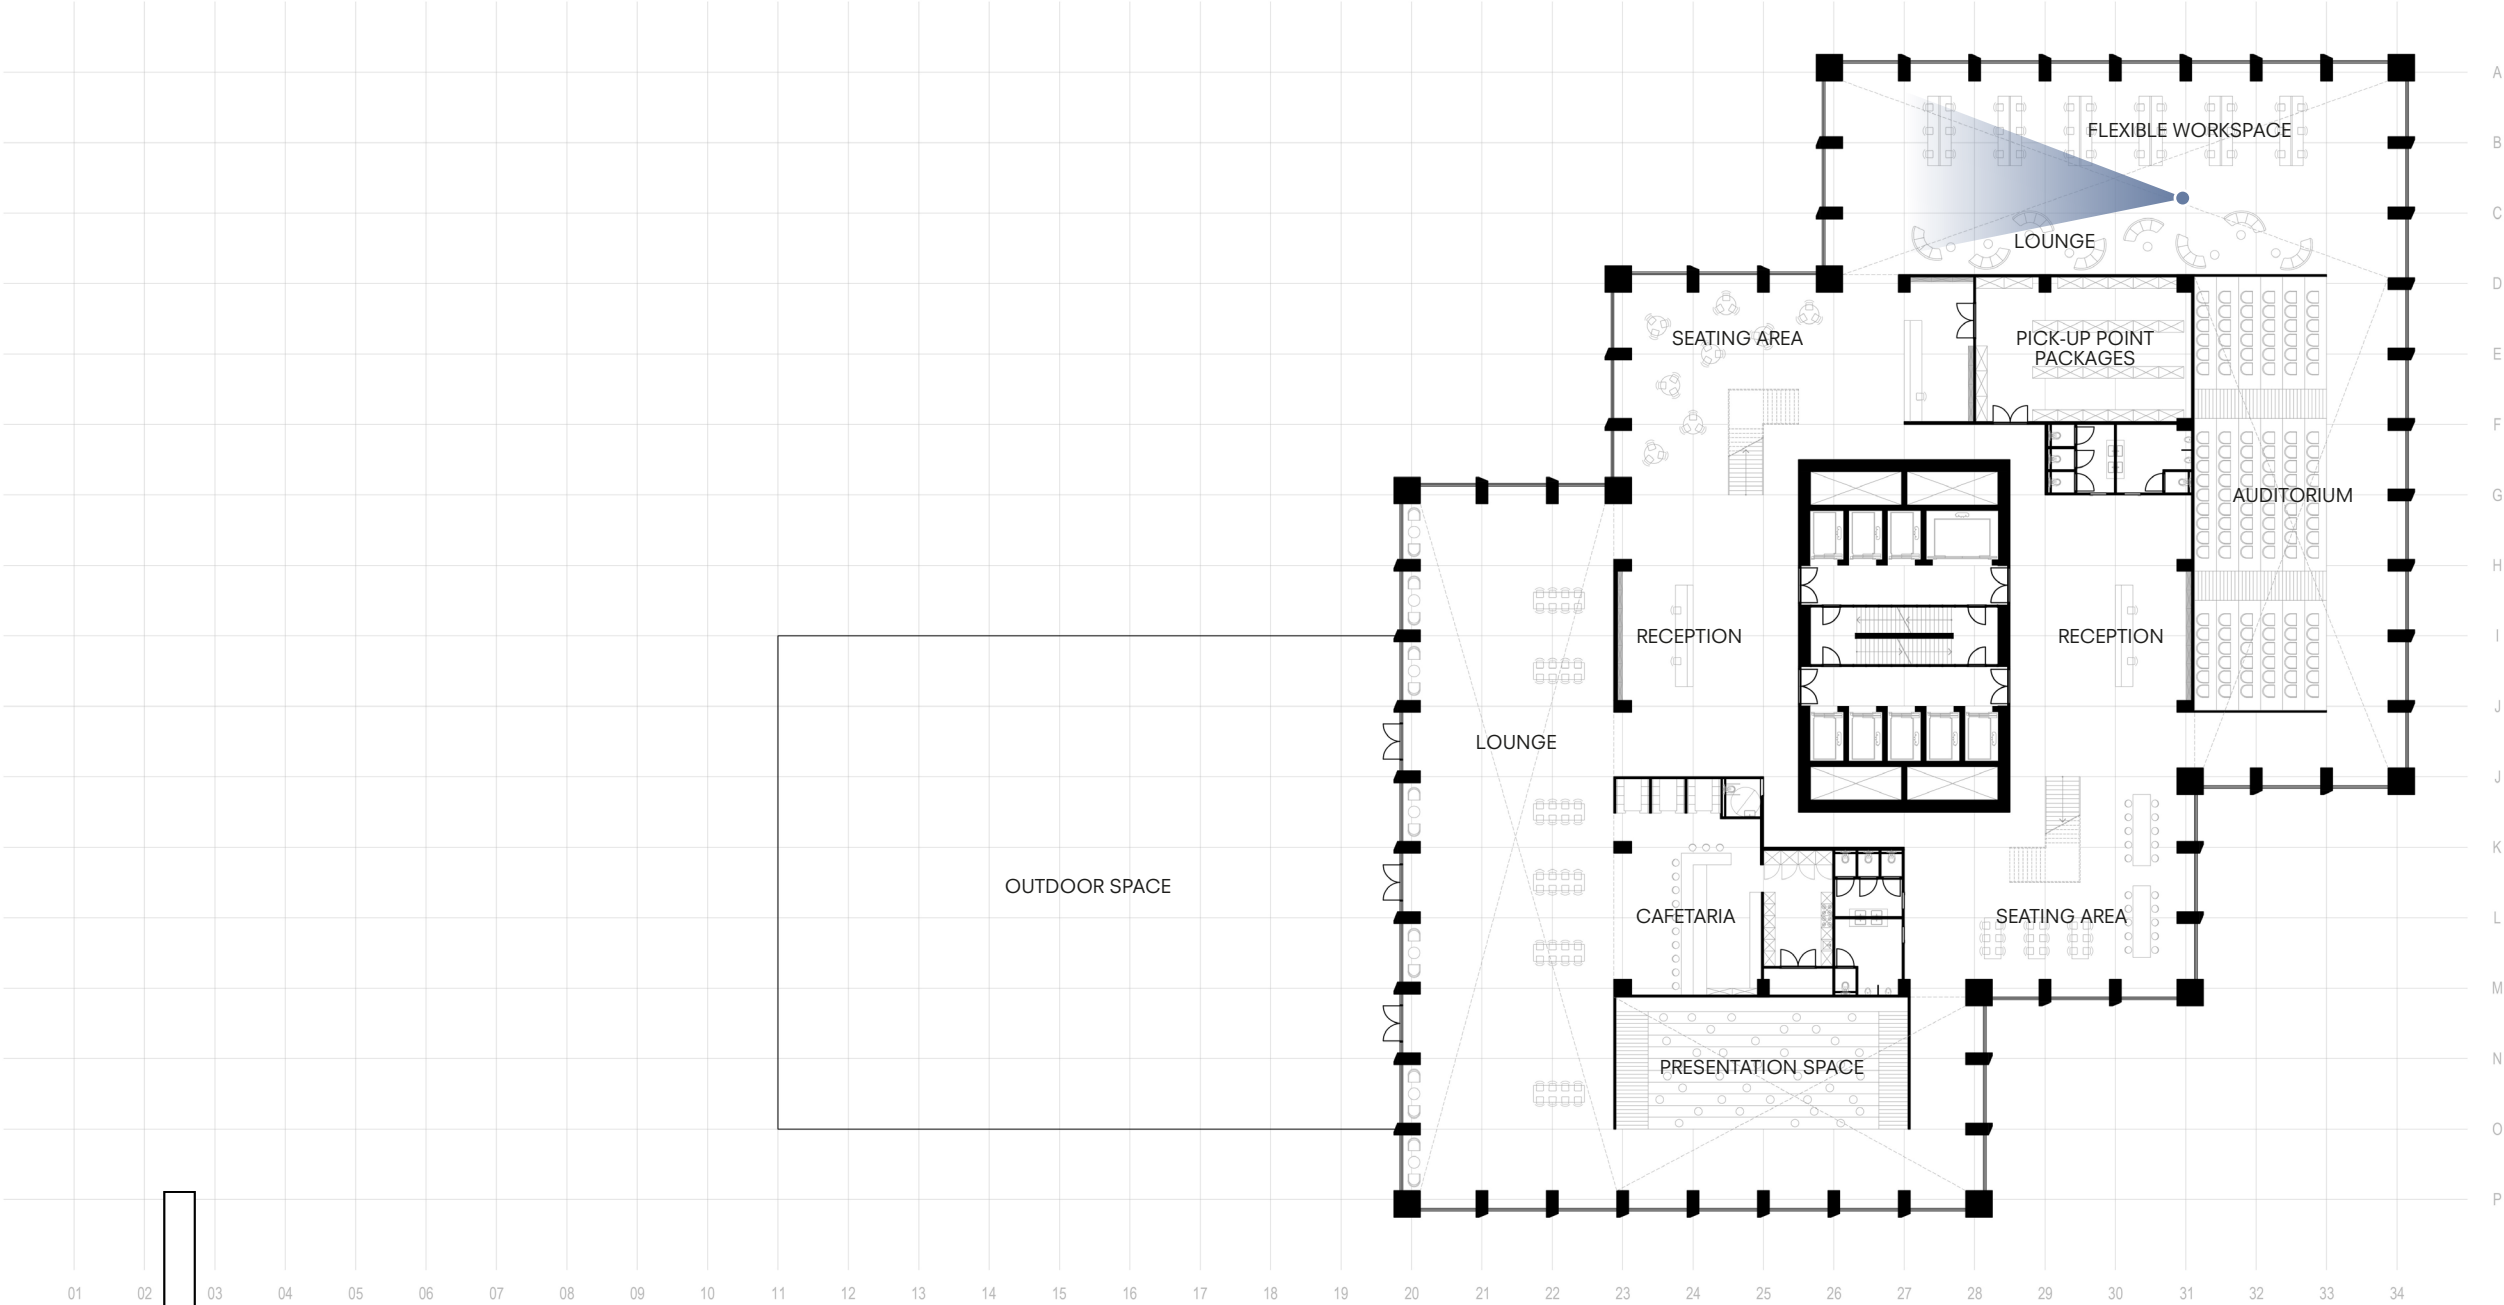 A
FLEXIBLE WORKSPACE
B
C
LOUNGE
D
SEATING AREA
PICK-UP POINT
PACKAGES
E
F
AUDITORIUM
G
H
RECEPTION
RECEPTION
I
J
LOUNGE
J
K
OUTDOOR SPACE
CAFETARIA
SEATING AREA
L
M
PRESENTATION SPACE
N
O
P
01 02 03 04 05 06 07 08 09 10 11 12 13 14 15 16 17 18 19 20 21 22 23 24 25 26 27 28 29 30 31 32 33 34